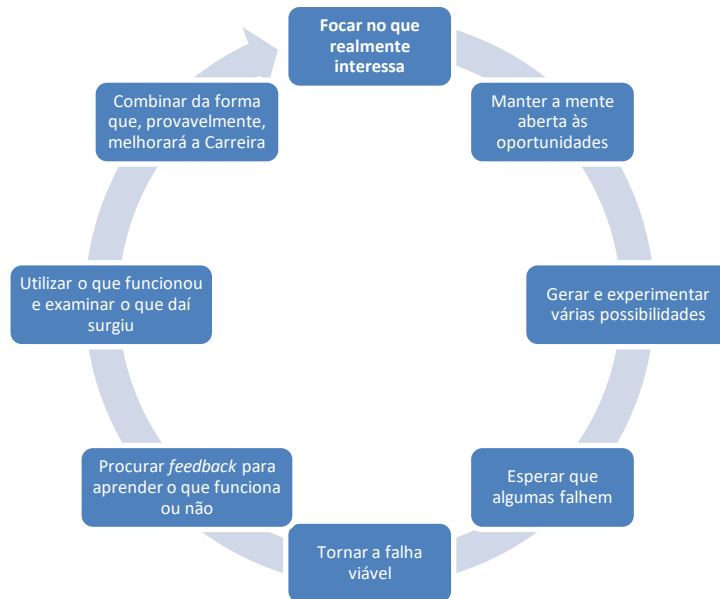 Focar no que
realmente
interessa
Manter a mente
aberta às
oportunidades
Gerar e experimentar
várias possibilidades
Esperar que
algumas falhem
Tornar a falha
viável
Procurar feedback para
aprender o que funciona
ou não
Utilizar o que funcionou
e examinar o que daí
surgiu
Combinar da forma
que, provavelmente,
melhorará a Carreira